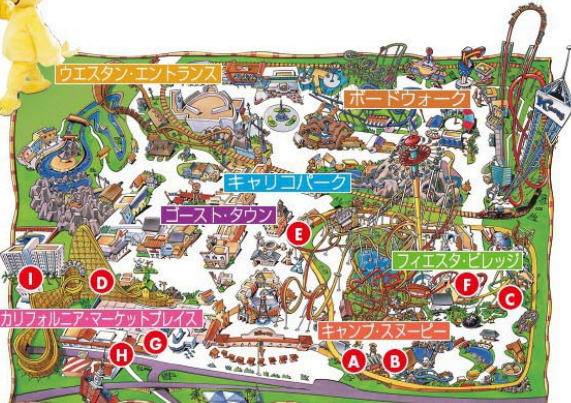 ウエスタン・エントランス
ボードウォーク
キャリコパーク
ゴースト・タウン
E
フィエスタ・ビレッジ
I
D
F
C
カリフォルニア・マーケットプレイス
キャンプ・スヌーピー
G
H
A
B